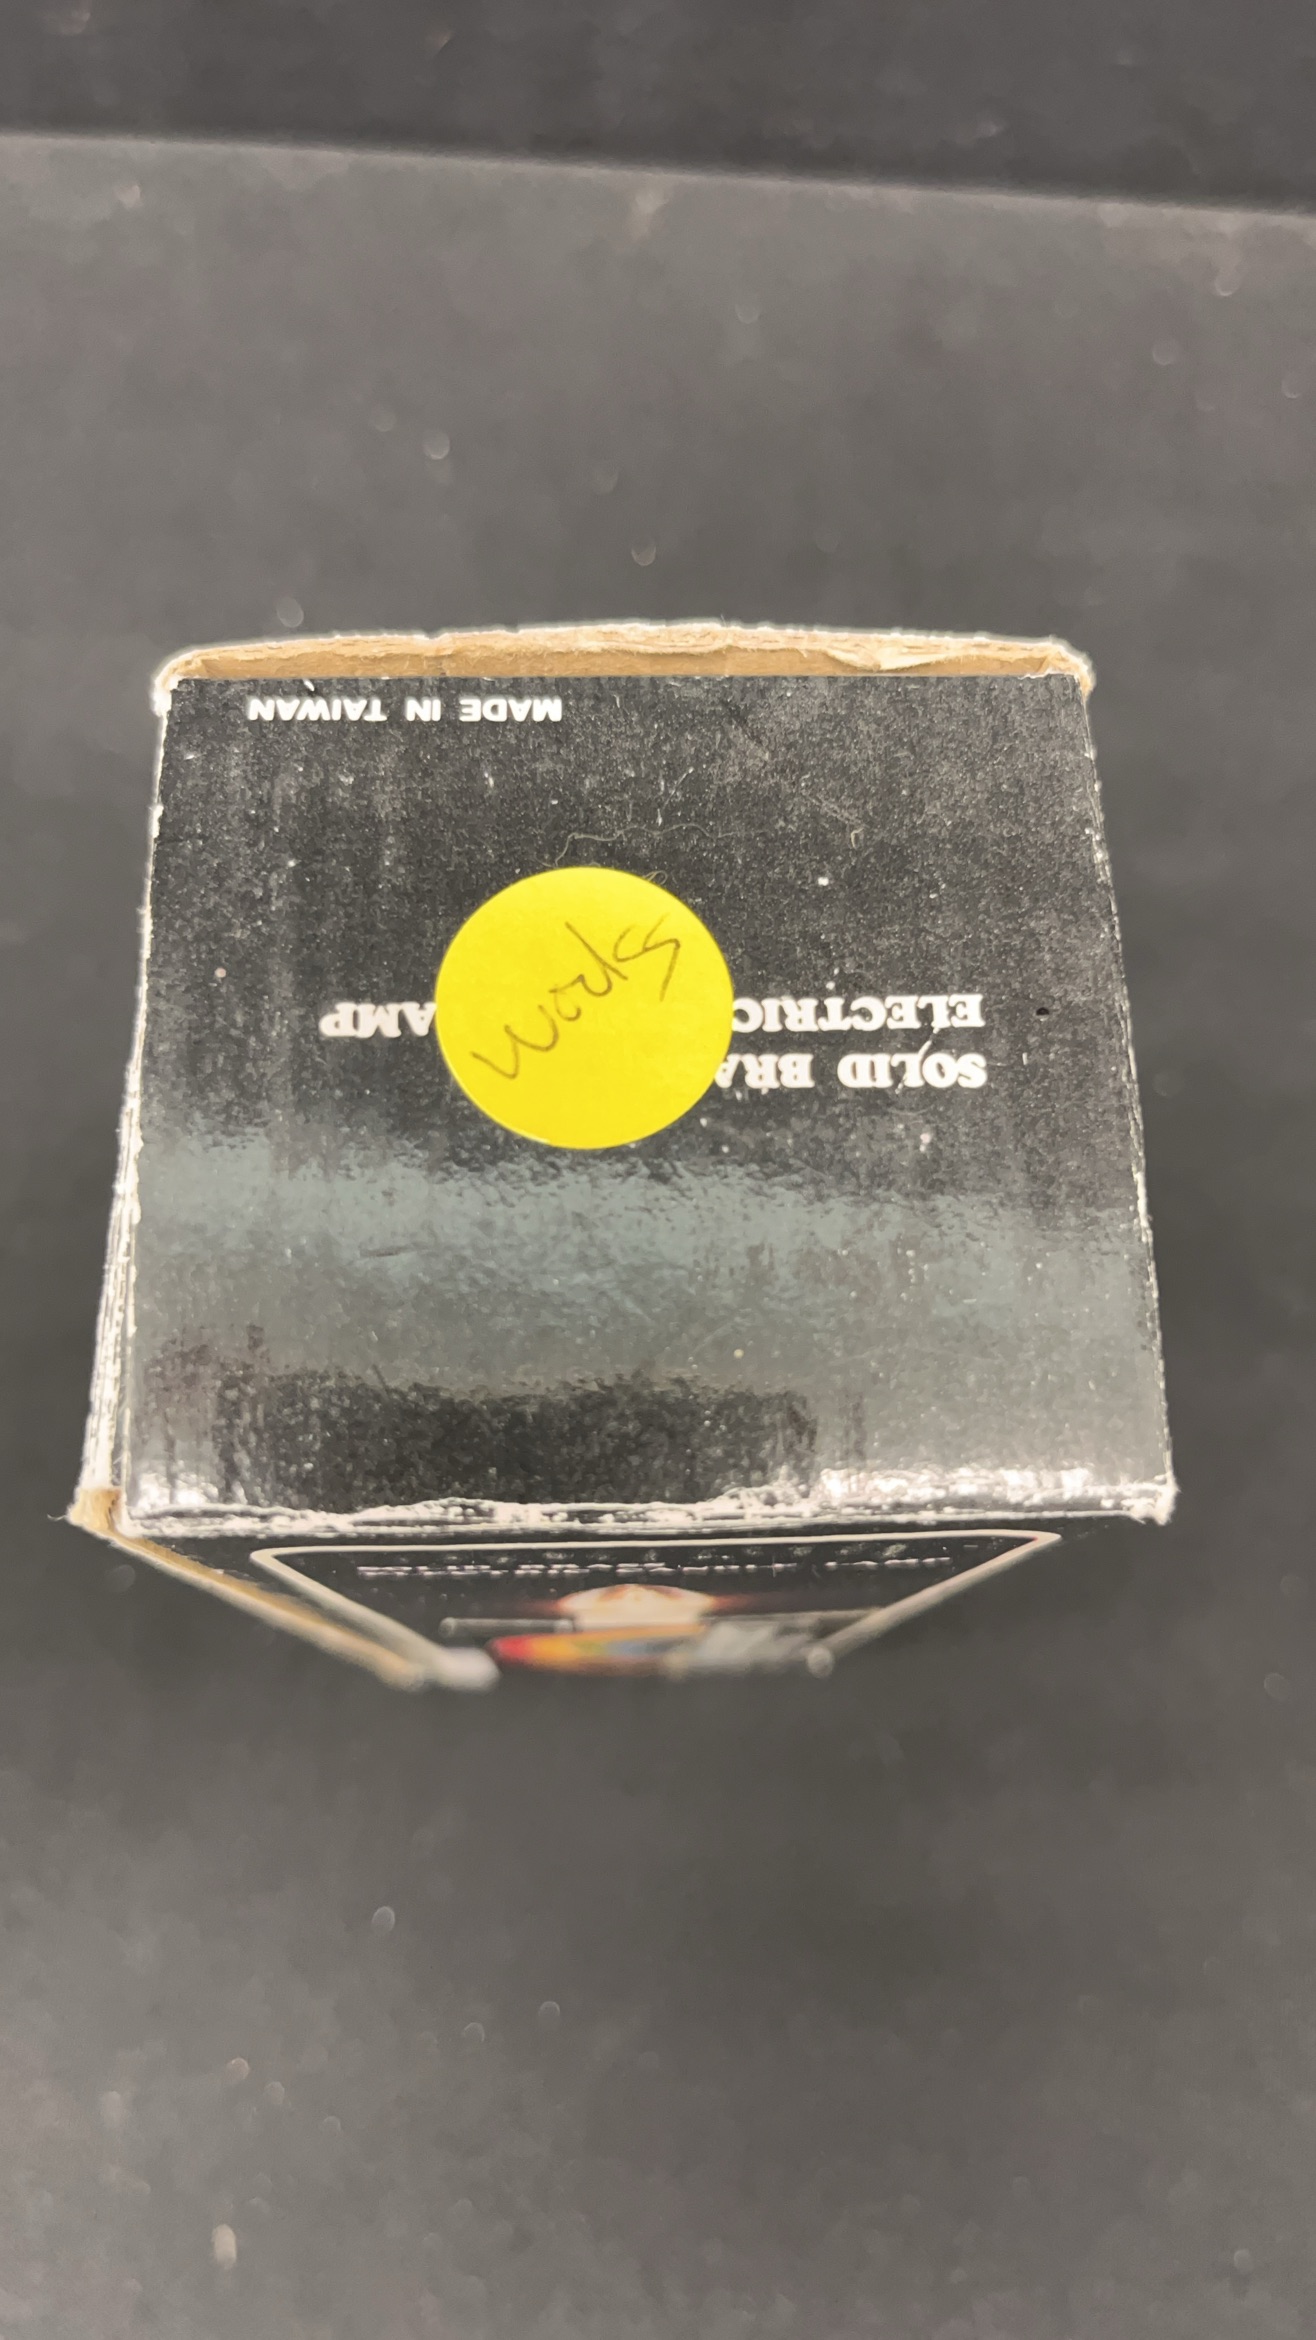 SOLID BRA
ELECTRIC AMP
works
MADE IN TAIWAN